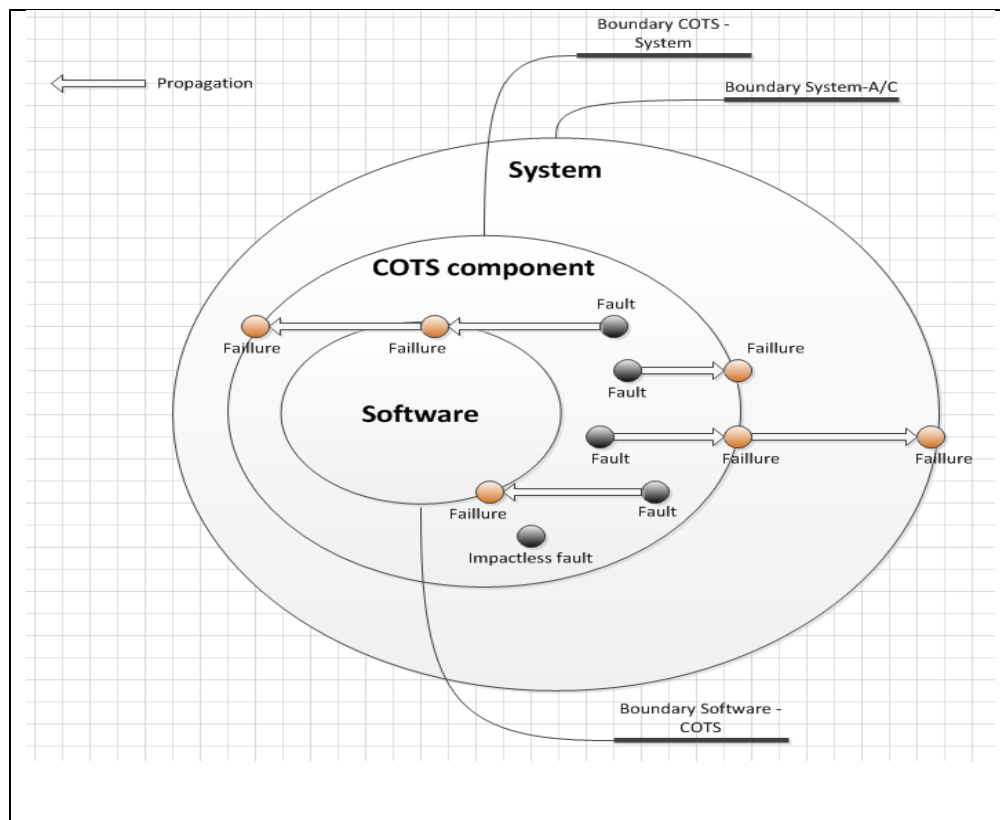 Boundary COTS -
System
Propagation
Boundary System-A/C
System
COTS component
Fault
Faillure
Faillure
Faillure
Fault
Software
Fault
Faillure
Faillure
Faillure
Fault
Impactless fault
Boundary Software -
COTS